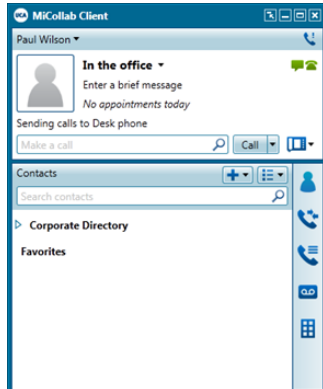 UCA MiCollab Client
Paul Wilson
In the office
Enter a brief message
No appointments today
Sending calls to Desk phone
Make a call
Call
Contacts
Search contacts
Corporate Directory
Favorites